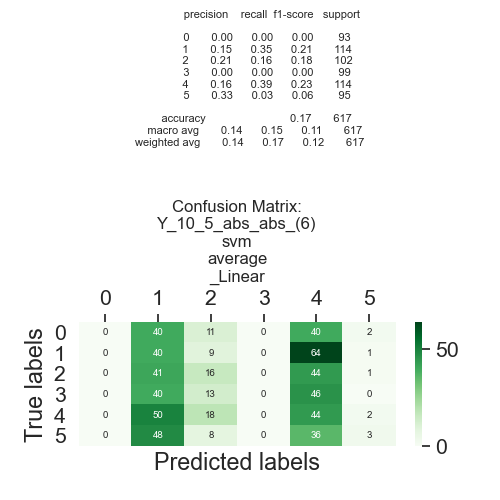 precision recall f1-score support
0 0.00 0.00 0.00 93
1 0.15 0.35 0.21 114
2 0.21 0.16 0.18 102
3 0.00 0.00 0.00 99
4 0.16 0.39 0.23 114
5 0.33 0.03 0.06 95
accuracy 0.17 617
macro avg 0.14 0.15 0.11 617
weighted avg 0.14 0.17 0.12 617
Confusion Matrix:
Y_10_5_abs_abs_(6)
svm
average
_Linear
0 1 2 3 4 5
0 0 40 11 0 40 2
1 0 40 9 0 64 1
2 0 41 16 0 44 1
3 0 40 13 0 46 0
4 0 50 18 0 44 2
5 0 48 8 0 36 3
True labels
Predicted labels
50
0